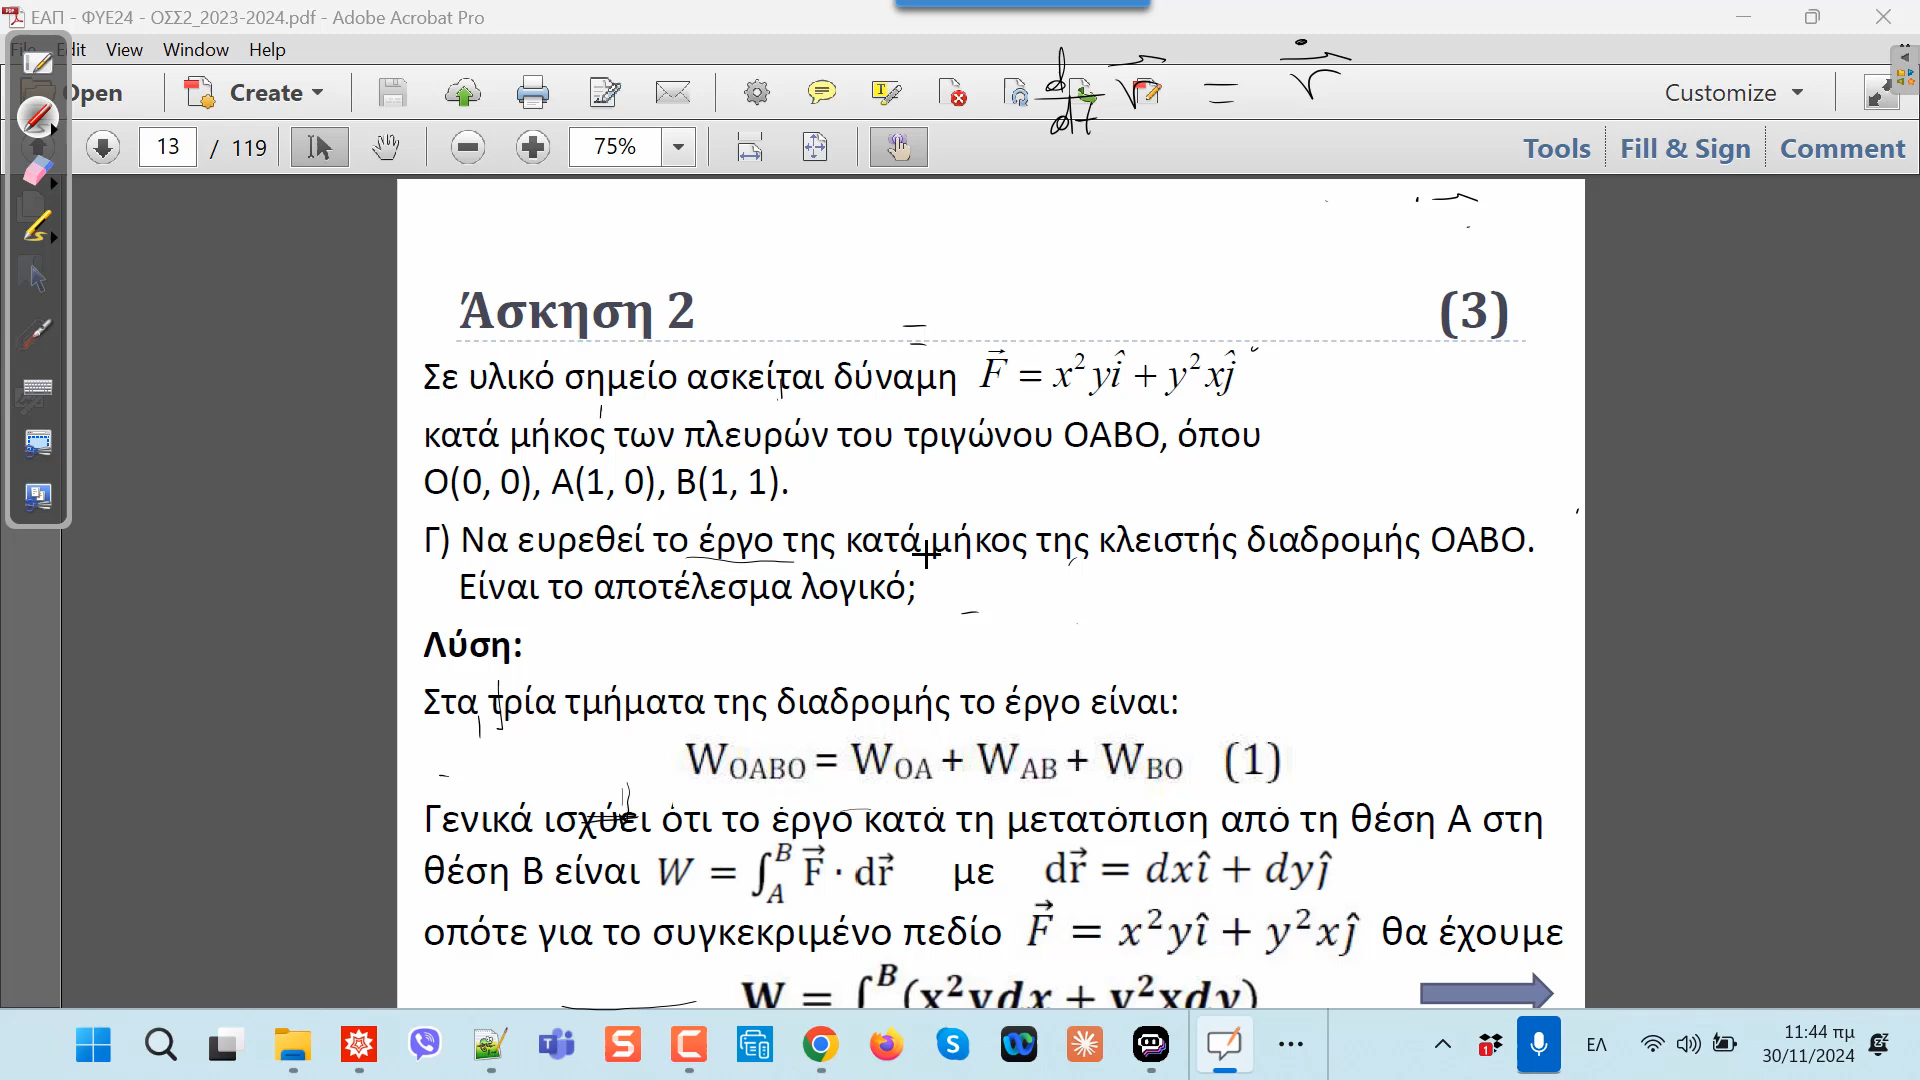 ΕΑΠ - ΦΥΕ24 - ΟΣΣ2_2023-2024.pdf - Adobe Acrobat Pro
File Edit View Window Help
d/dt r⃗ = ṙ⃗
Open Create Customize
13 / 119 75% Tools Fill & Sign Comment
Άσκηση 2 (3)
Σε υλικό σημείο ασκείται δύναμη F⃗ = x²yî + y²xĵ
κατά μήκος των πλευρών του τριγώνου ΟΑΒΟ, όπου
Ο(0, 0), Α(1, 0), Β(1, 1).
Γ) Να ευρεθεί το έργο της κατά μήκος της κλειστής διαδρομής ΟΑΒΟ.
Είναι το αποτέλεσμα λογικό;
Λύση:
Στα τρία τμήματα της διαδρομής το έργο είναι:
W_OABO = W_OA + W_AB + W_BO (1)
Γενικά ισχύει ότι το έργο κατά τη μετατόπιση από τη θέση Α στη
θέση Β είναι W = ∫_A^B F⃗ · dr⃗ με dr⃗ = dxî + dyĵ
οπότε για το συγκεκριμένο πεδίο F⃗ = x²yî + y²xĵ θα έχουμε
W = ∫^B (x²ydx + y²xdy)
ΕΛ 11:44 πμ
30/11/2024